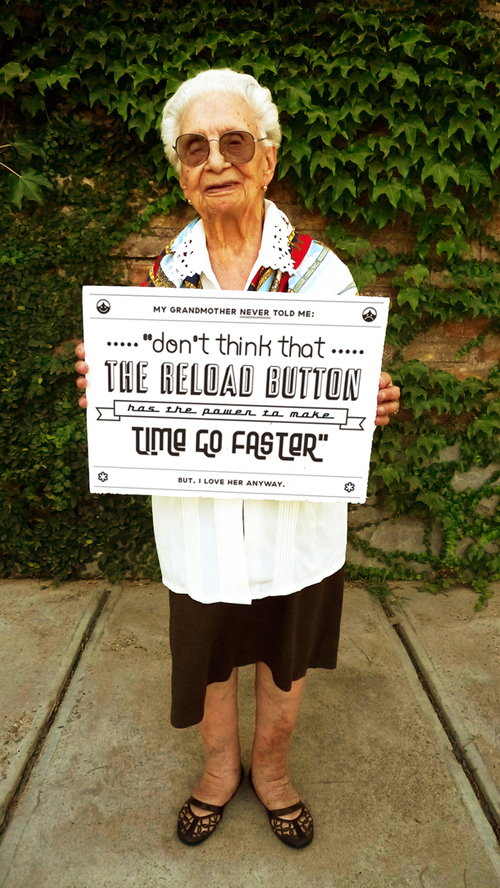 MY GRANDMOTHER NEVER TOLD ME:
"don't think that
THE RELOAD BUTTON
has the power to make
TIME GO FASTER"
BUT, I LOVE HER ANYWAY.